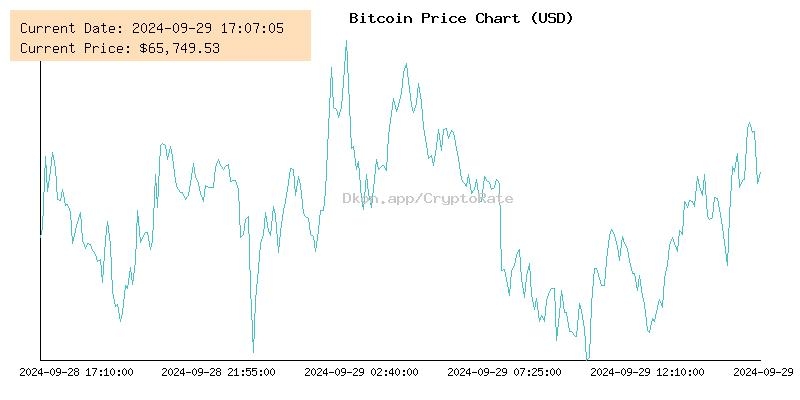 Bitcoin Price Chart (USD)
Current Date: 2024-09-29 17:07:05
Current Price: $65,749.53
Dkon.app/CryptoRate
2024-09-28 17:10:00 2024-09-28 21:55:00 2024-09-29 02:40:00 2024-09-29 07:25:00 2024-09-29 12:10:00 2024-09-29